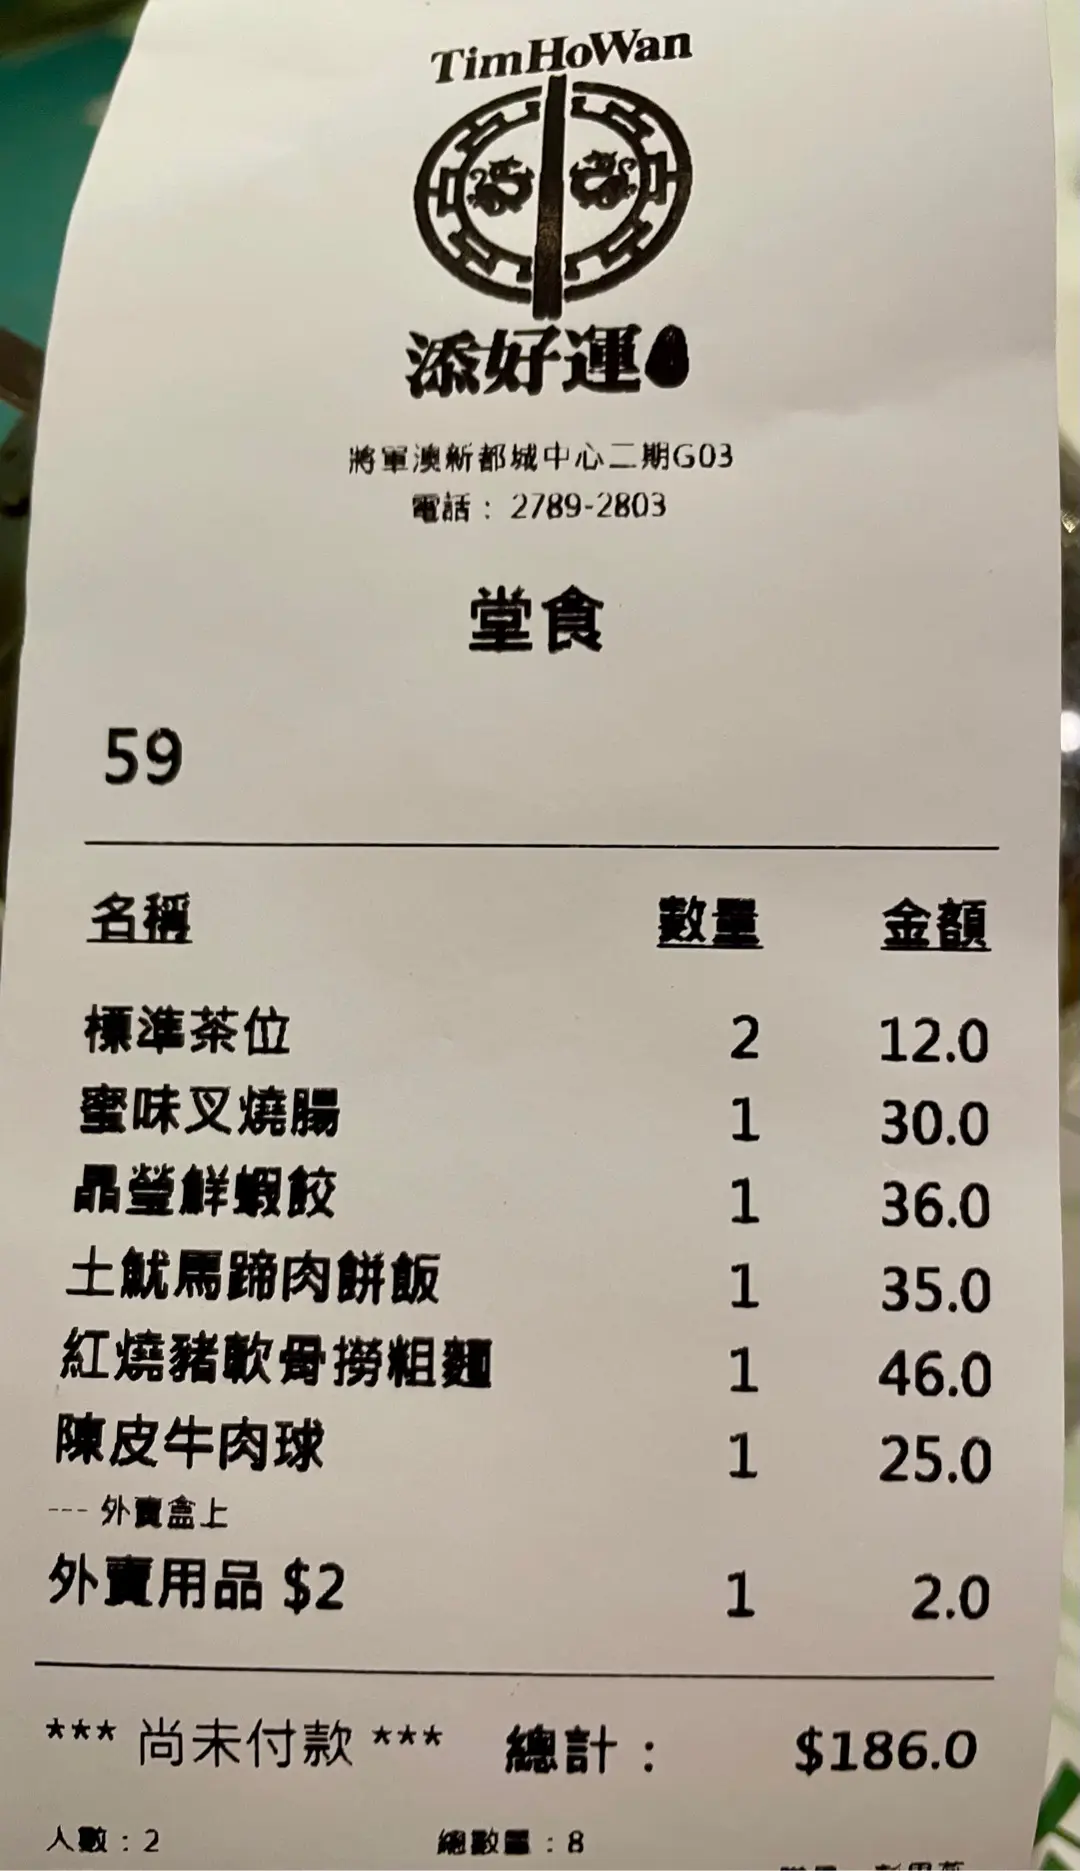 TimHoWan
添好運
將軍澳新都城中心二期G03
電話： 2789-2803
堂食
59
名稱 數量 金額
標準茶位 2 12.0
蜜味叉燒腸 1 30.0
晶瑩鮮蝦餃 1 36.0
土魷馬蹄肉餅飯 1 35.0
紅燒豬軟骨撈粗麵 1 46.0
陳皮牛肉球 1 25.0
--- 外賣盒上
外賣用品 $2 1 2.0
*** 尚未付款 *** 總計： $186.0
人數：2 總數量：8